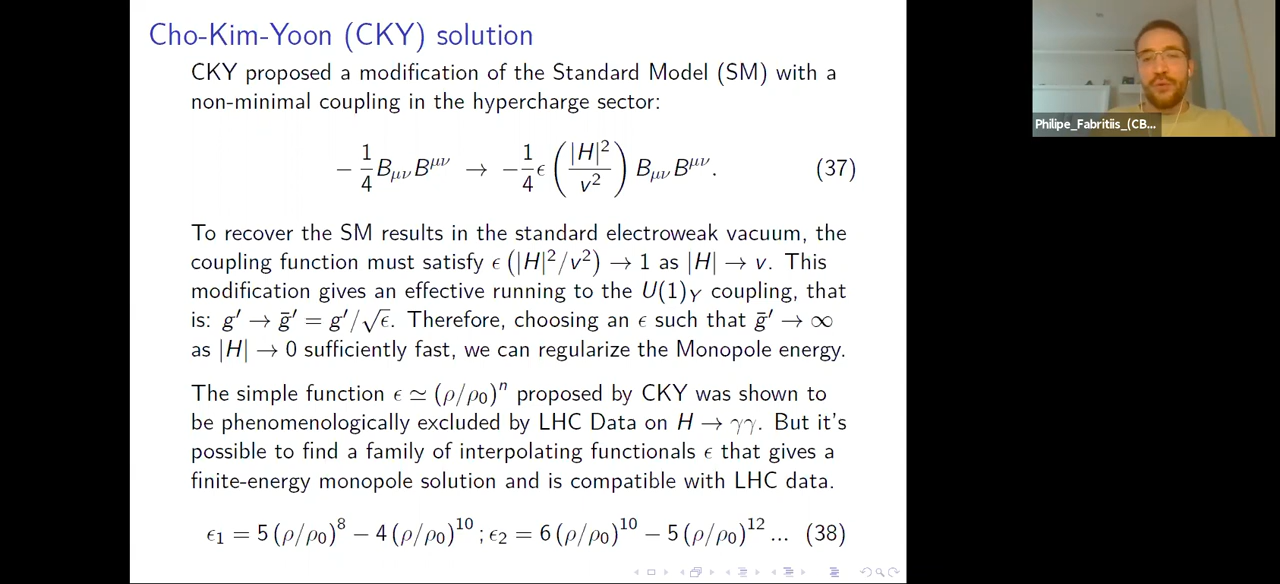 Cho-Kim-Yoon (CKY) solution
CKY proposed a modification of the Standard Model (SM) with a
non-minimal coupling in the hypercharge sector:
− 1/4 BμνB^μν → − 1/4 ϵ (|H|²/v²) BμνB^μν. (37)
To recover the SM results in the standard electroweak vacuum, the
coupling function must satisfy ϵ (|H|²/v²) → 1 as |H| → v. This
modification gives an effective running to the U(1)_Y coupling, that
is: g′ → ḡ′ = g′/√ϵ. Therefore, choosing an ϵ such that ḡ′ → ∞
as |H| → 0 sufficiently fast, we can regularize the Monopole energy.
The simple function ϵ ≃ (ρ/ρ₀)ⁿ proposed by CKY was shown to
be phenomenologically excluded by LHC Data on H → γγ. But it's
possible to find a family of interpolating functionals ϵ that gives a
finite-energy monopole solution and is compatible with LHC data.
ϵ₁ = 5 (ρ/ρ₀)⁸ − 4 (ρ/ρ₀)¹⁰ ; ϵ₂ = 6 (ρ/ρ₀)¹⁰ − 5 (ρ/ρ₀)¹² ... (38)
Philipe_Fabritiis_(CB...